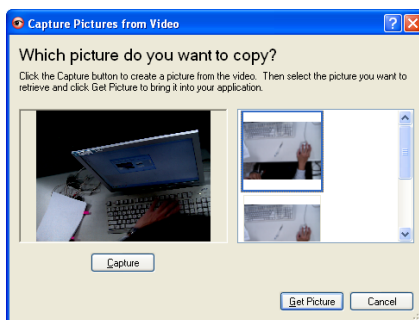 Capture Pictures from Video
Which picture do you want to copy?
Click the Capture button to create a picture from the video. Then select the picture you want to
retrieve and click Get Picture to bring it into your application.
Capture
Get Picture
Cancel